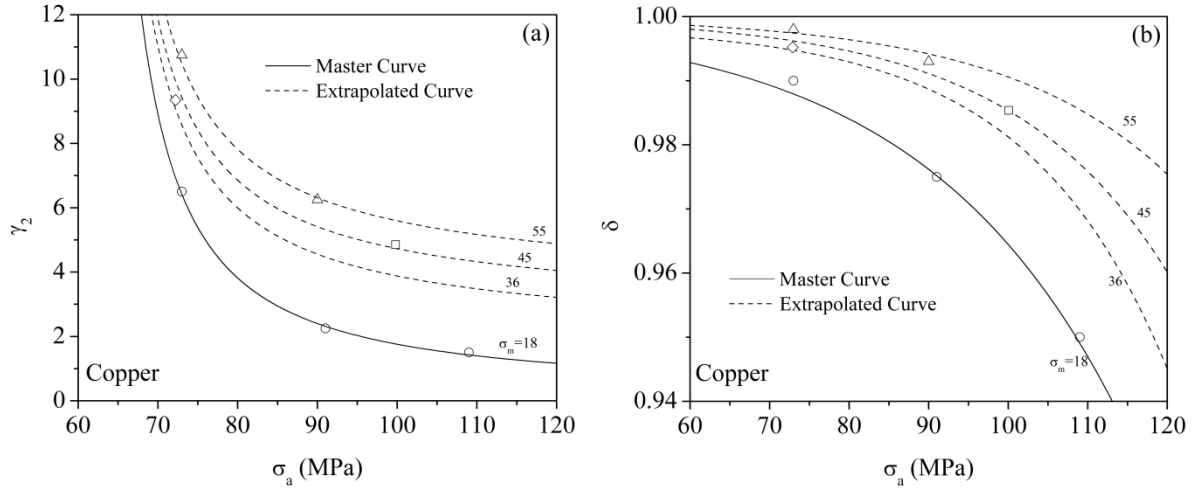 12
10
8
6
4
2
0
γ₂
(a)
Master Curve
Extrapolated Curve
55
45
36
σₘ=18
Copper
60 70 80 90 100 110 120
σₐ (MPa)
1.00
0.98
0.96
0.94
δ
(b)
55
45
36
Master Curve
Extrapolated Curve
σₘ=18
Copper
60 70 80 90 100 110 120
σₐ (MPa)